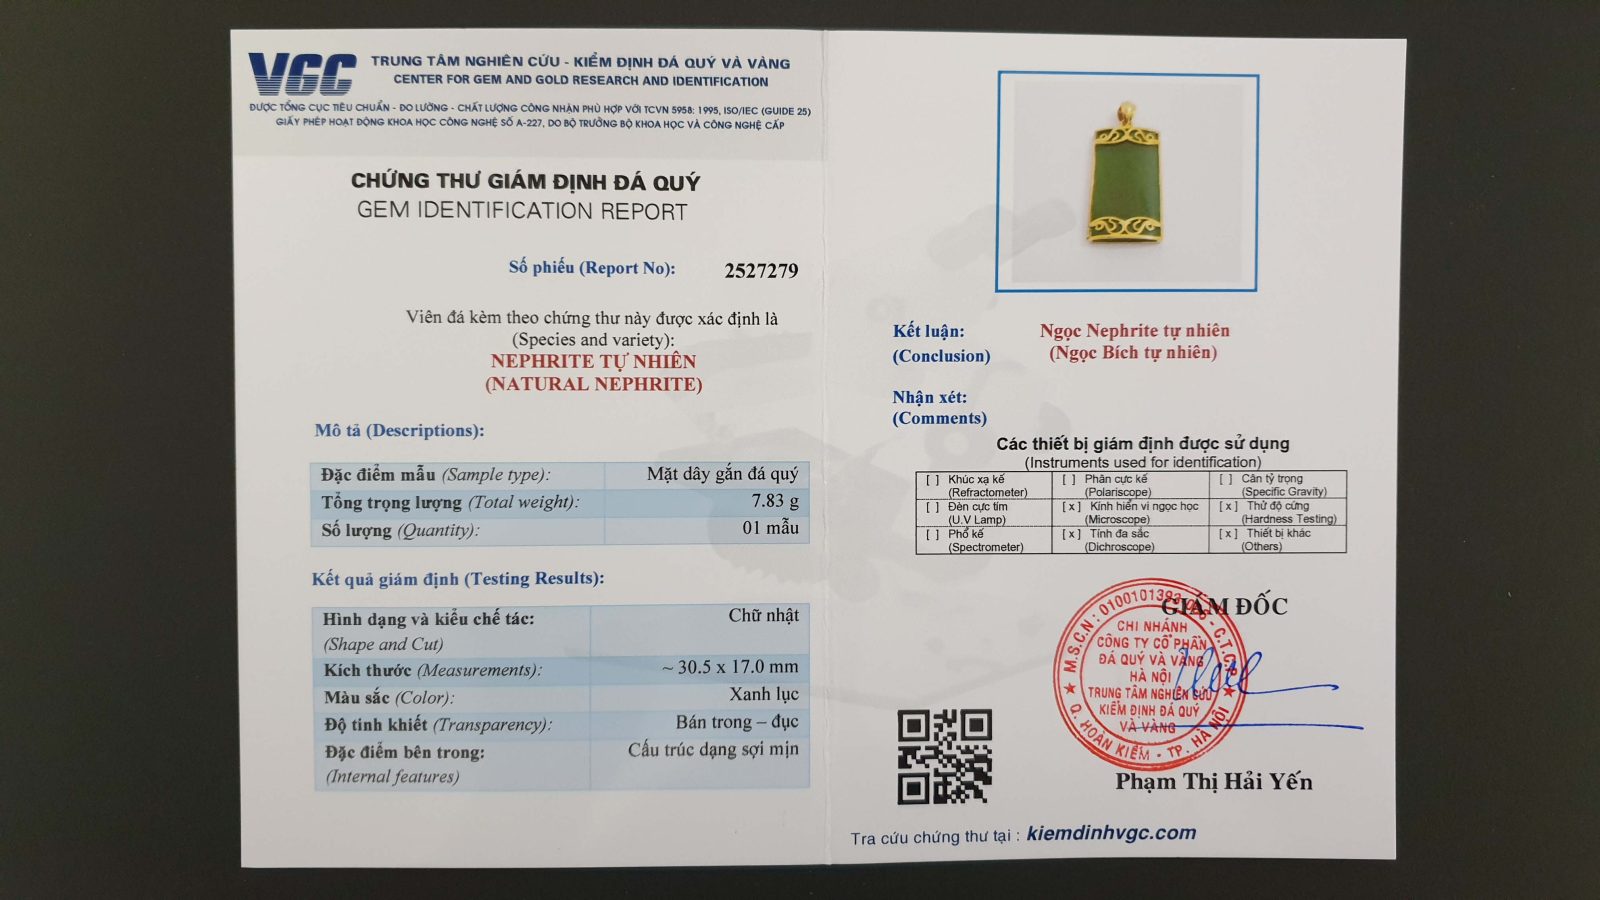 VGC
TRUNG TÂM NGHIÊN CỨU - KIỂM ĐỊNH ĐÁ QUÝ VÀ VÀNG
CENTER FOR GEM AND GOLD RESEARCH AND IDENTIFICATION
ĐƯỢC TỔNG CỤC TIÊU CHUẨN - ĐO LƯỜNG - CHẤT LƯỢNG CÔNG NHẬN PHÙ HỢP VỚI TCVN 5958: 1995, ISO/IEC (GUIDE 25)
GIẤY PHÉP HOẠT ĐỘNG KHOA HỌC CÔNG NGHỆ SỐ A-227, DO BỘ TRƯỞNG BỘ KHOA HỌC VÀ CÔNG NGHỆ CẤP
CHỨNG THƯ GIÁM ĐỊNH ĐÁ QUÝ
GEM IDENTIFICATION REPORT
Số phiếu (Report No): 2527279
Viên đá kèm theo chứng thư này được xác định là
(Species and variety):
NEPHRITE TỰ NHIÊN
(NATURAL NEPHRITE)
Mô tả (Descriptions):
Đặc điểm mẫu (Sample type): Mặt dây gắn đá quý
Tổng trọng lượng (Total weight): 7.83 g
Số lượng (Quantity): 01 mẫu
Kết quả giám định (Testing Results):
Hình dạng và kiểu chế tác: Chữ nhật
(Shape and Cut)
Kích thước (Measurements): ~ 30.5 x 17.0 mm
Màu sắc (Color): Xanh lục
Độ tinh khiết (Transparency): Bán trong – đục
Đặc điểm bên trong: Cấu trúc dạng sợi mịn
(Internal features)
Kết luận: Ngọc Nephrite tự nhiên
(Conclusion) (Ngọc Bích tự nhiên)
Nhận xét:
(Comments)
Các thiết bị giám định được sử dụng
(Instruments used for identification)
[ ] Khúc xạ kế [ ] Phân cực kế [ ] Cân tỷ trọng
(Refractometer) (Polariscope) (Specific Gravity)
[ ] Đèn cực tím [x] Kính hiển vi ngọc học [x] Thử độ cứng
(U.V Lamp) (Microscope) (Hardness Testing)
[ ] Phổ kế [x] Tính đa sắc [x] Thiết bị khác
(Spectrometer) (Dichroscope) (Others)
GIÁM ĐỐC
M.S.C.N: 0100101393 C.T.C.P
CHI NHÁNH
CÔNG TY CỔ PHẦN
ĐÁ QUÝ VÀ VÀNG
HÀ NỘI
TRUNG TÂM NGHIÊN CỨU
KIỂM ĐỊNH ĐÁ QUÝ
VÀ VÀNG
Q. HOÀN KIẾM - TP. HÀ NỘI
Phạm Thị Hải Yến
Tra cứu chứng thư tại : kiemdinhvgc.com